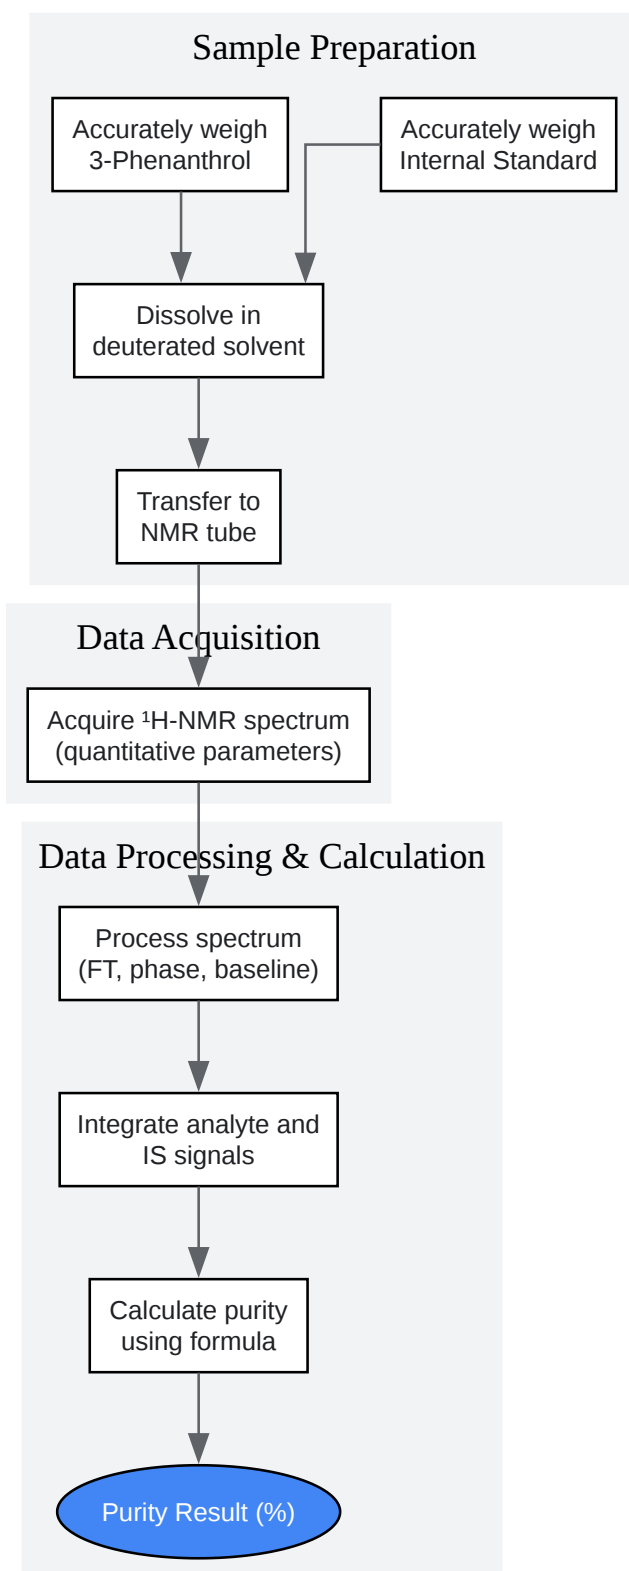 Sample Preparation
Accurately weigh
3-Phenanthrol
Accurately weigh
Internal Standard
Dissolve in
deuterated solvent
Transfer to
NMR tube
Data Acquisition
Acquire ¹H-NMR spectrum
(quantitative parameters)
Data Processing & Calculation
Process spectrum
(FT, phase, baseline)
Integrate analyte and
IS signals
Calculate purity
using formula
Purity Result (%)